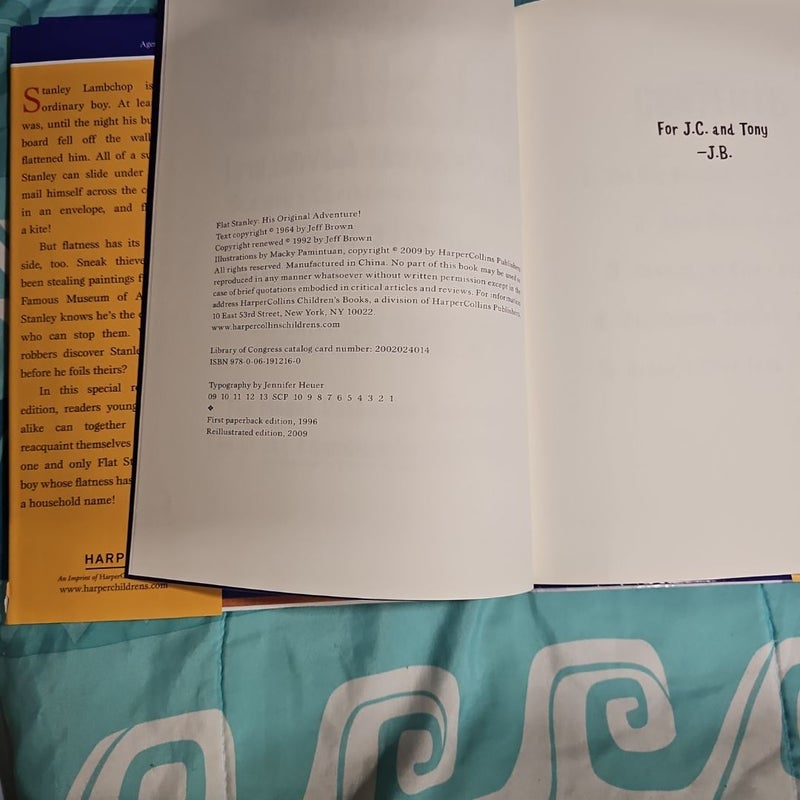 Stanley Lambchop is
ordinary boy. At
was, until the night his
board fell off the
flattened him. All of a
Stanley can slide under
mail himself across the
in an envelope, and
a kite!
But flatness has its
side, too. Sneak
been stealing paintings
Famous Museum of
Stanley knows he's the
who can stop them.
robbers discover
before he foils theirs?
In this special
edition, readers
alike can together
reacquaint themselves
one and only Flat
boy whose flatness has
a household name!
HARP
An Imprint of
www.harperchildrens.com
Flat Stanley: His Original Adventure!
Text copyright © 1964 by Jeff Brown
Copyright renewed © 1992 by Jeff Brown
Illustrations by Macky Pamintuan, copyright © 2009 by HarperCollins Publishers
All rights reserved. Manufactured in China. No part of this book may be used or
reproduced in any manner whatsoever without written permission except in the
case of brief quotations embodied in critical articles and reviews. For information
address HarperCollins Children's Books, a division of HarperCollins Publishers,
10 East 53rd Street, New York, NY 10022.
www.harpercollinschildrens.com
Library of Congress catalog card number: 2002024014
ISBN 978-0-06-191216-0
Typography by Jennifer Heuer
09 10 11 12 13 SCP 10 9 8 7 6 5 4 3 2 1
❖
First paperback edition, 1996
Reillustrated edition, 2009
For J.C. and Tony
—J.B.